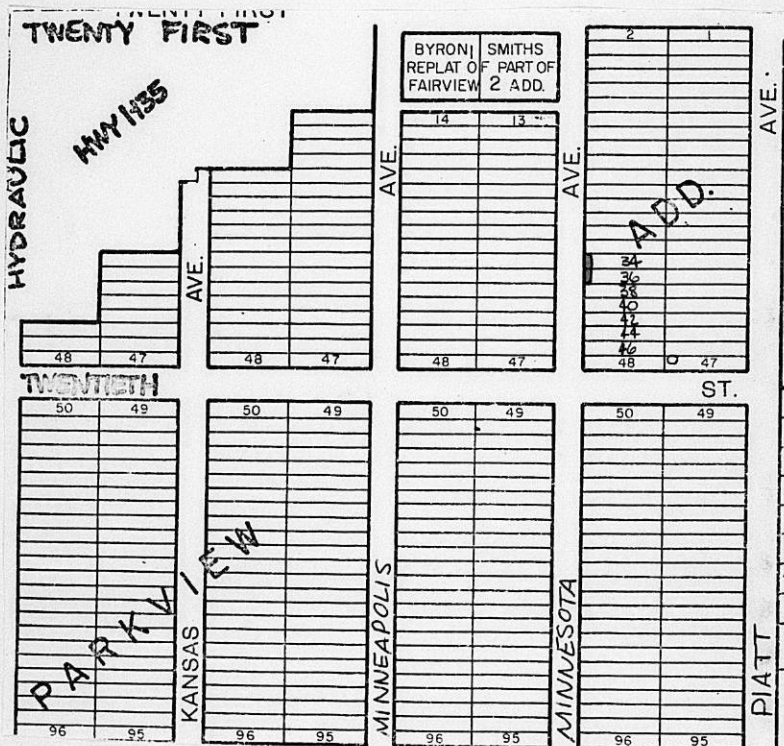 TWENTY FIRST
TWENTY FIRST
HYDRAULIC
HWY I135
BYRON SMITHS
REPLAT OF PART OF
FAIRVIEW 2 ADD.
1
2 1
14 13
AVE.
AVE.
AVE.
AVE.
ADD.
34
36
38
40
42
44
46
48 47
48 47
48 47
48 47
TWENTIETH ST.
50 49
50 49
50 49
50 49
PARKVIEW
KANSAS
MINNEAPOLIS
MINNESOTA
PIATT
96 95
96 95
96 95
96 95